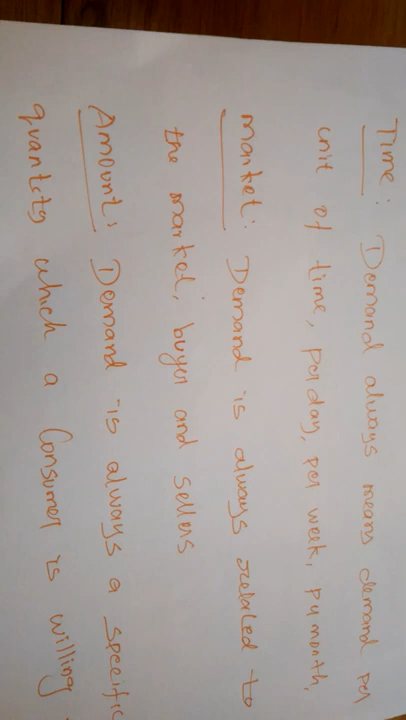 Time: Demand always means demand per
unit of time, per day, per week, per month,
market: Demand is always related to
the market, buyer and sellers
Amount: Demand is always a specific
quantity which a Consumer is willing